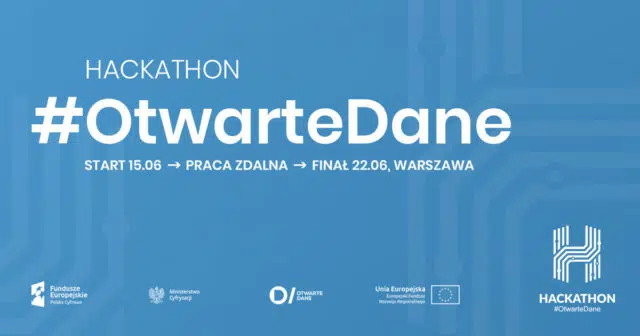 HACKATHON
#OtwarteDane
START 15.06 → PRACA ZDALNA → FINAŁ 22.06, WARSZAWA
Fundusze
Europejskie
Polska Cyfrowa
Ministerstwo
Cyfryzacji
OTWARTE
DANE
Unia Europejska
Europejski Fundusz
Rozwoju Regionalnego
HACKATHON
#OtwarteDane